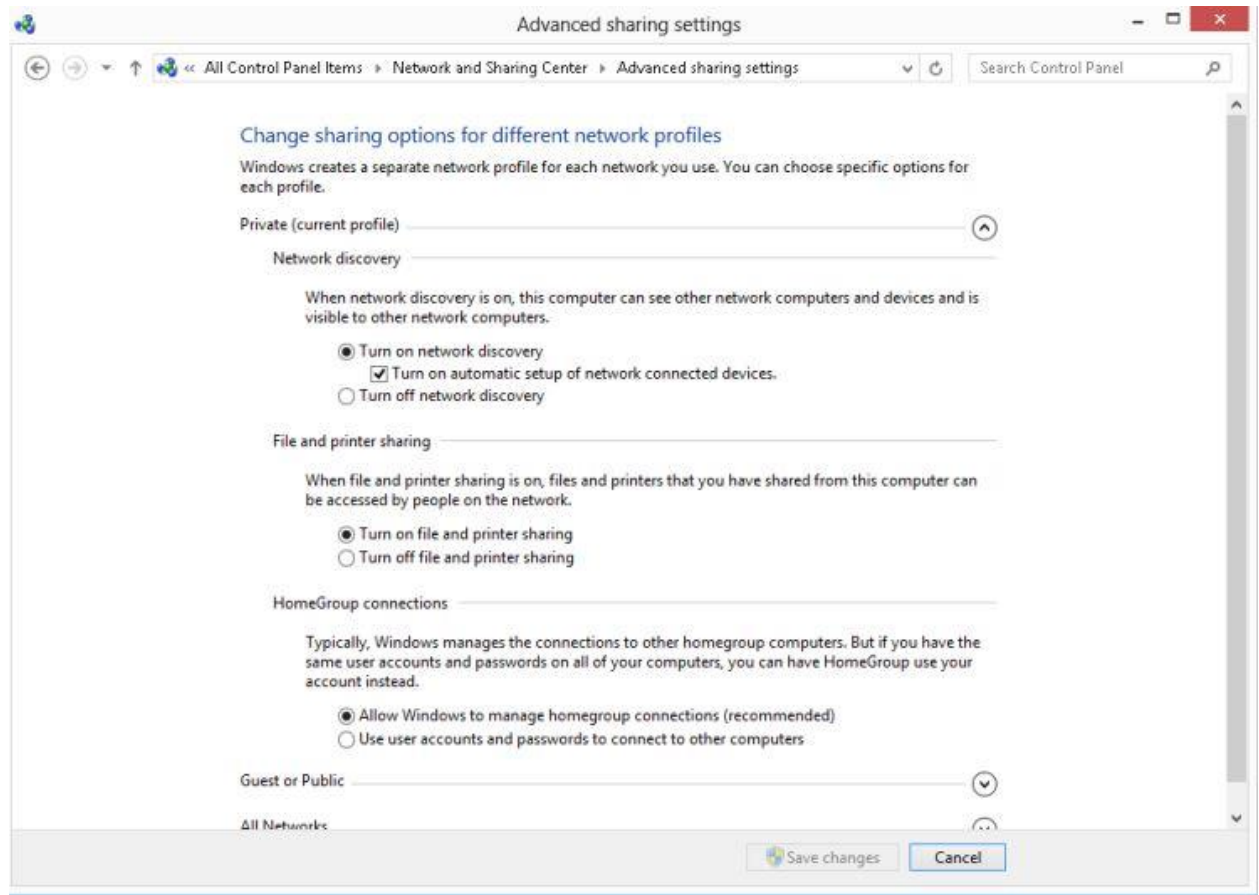 Advanced sharing settings
« All Control Panel Items ▸ Network and Sharing Center ▸ Advanced sharing settings
Search Control Panel
Change sharing options for different network profiles
Windows creates a separate network profile for each network you use. You can choose specific options for
each profile.
Private (current profile)
Network discovery
When network discovery is on, this computer can see other network computers and devices and is
visible to other network computers.
Turn on network discovery
Turn on automatic setup of network connected devices.
Turn off network discovery
File and printer sharing
When file and printer sharing is on, files and printers that you have shared from this computer can
be accessed by people on the network.
Turn on file and printer sharing
Turn off file and printer sharing
HomeGroup connections
Typically, Windows manages the connections to other homegroup computers. But if you have the
same user accounts and passwords on all of your computers, you can have HomeGroup use your
account instead.
Allow Windows to manage homegroup connections (recommended)
Use user accounts and passwords to connect to other computers
Guest or Public
All Networks
Save changes
Cancel